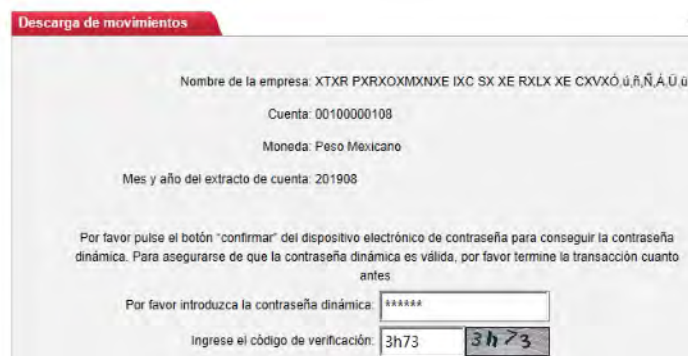 Descarga de movimientos
Nombre de la empresa: XTXR PXRXOXMXNXE IXC SX XE RXLX XE CXVXÓ,ú,ñ,Ñ,Á,Ú,ü
Cuenta: 00100000108
Moneda: Peso Mexicano
Mes y año del extracto de cuenta: 201908
Por favor pulse el botón "confirmar" del dispositivo electrónico de contraseña para conseguir la contraseña
dinámica. Para asegurarse de que la contraseña dinámica es válida, por favor termine la transacción cuanto
antes
Por favor introduzca la contraseña dinámica: ******
Ingrese el código de verificación: 3h73 3h73